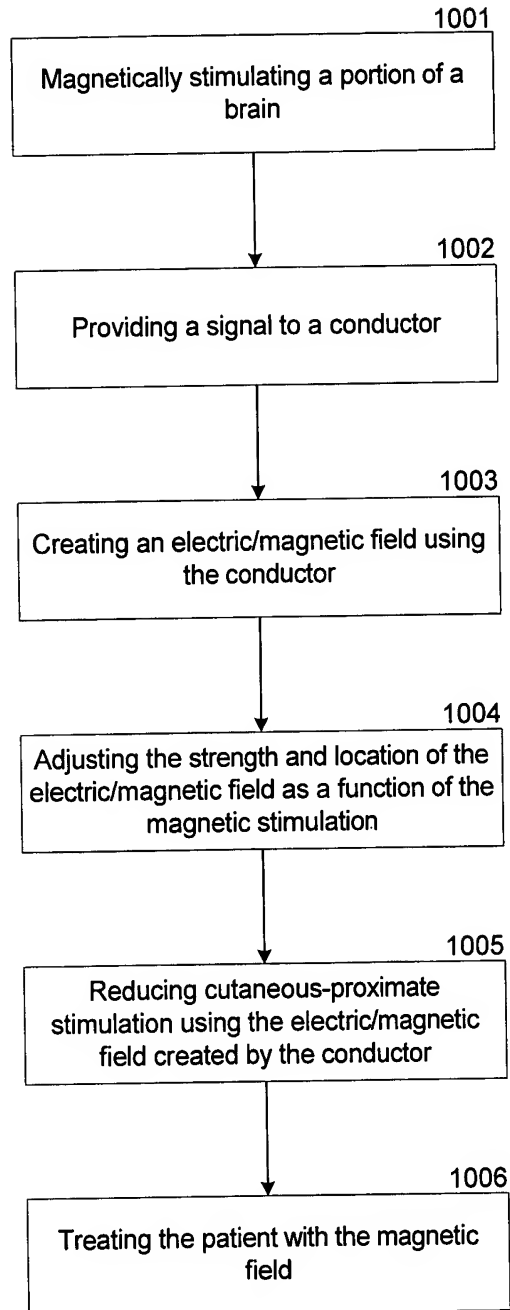 1001
Magnetically stimulating a portion of a
brain
1002
Providing a signal to a conductor
1003
Creating an electric/magnetic field using
the conductor
1004
Adjusting the strength and location of the
electric/magnetic field as a function of the
magnetic stimulation
1005
Reducing cutaneous-proximate
stimulation using the electric/magnetic
field created by the conductor
1006
Treating the patient with the magnetic
field